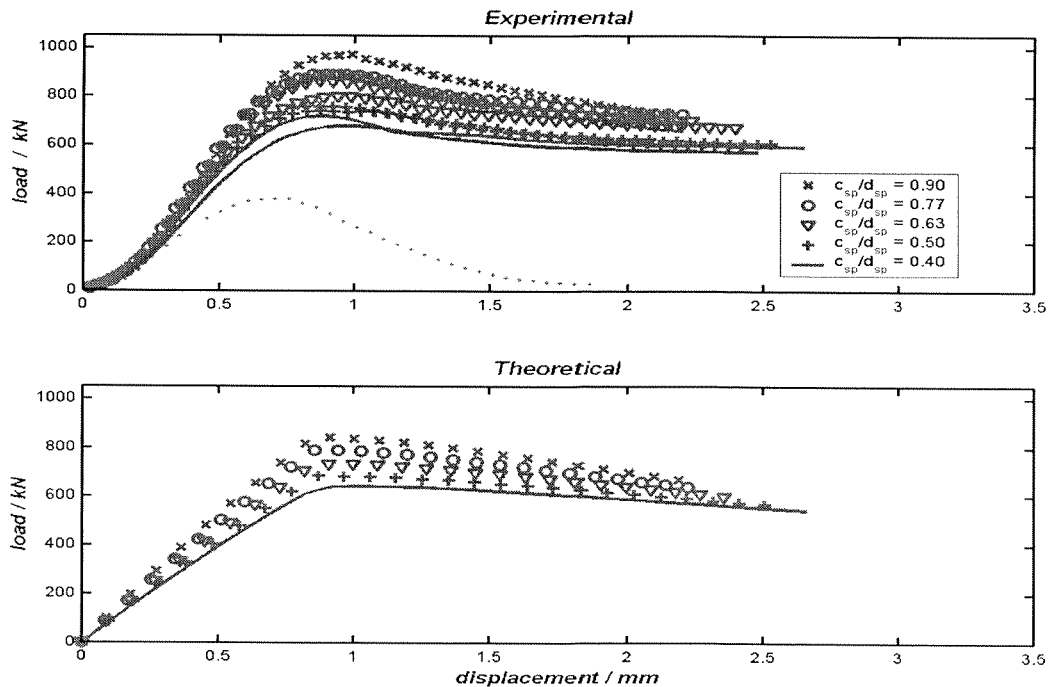 Experimental
1000
800
600
400
200
0
load / kN
0
0.5
1
1.5
2
2.5
3
3.5
c_sp/d_sp = 0.90
c_sp/d_sp = 0.77
c_sp/d_sp = 0.63
c_sp/d_sp = 0.50
c_sp/d_sp = 0.40
Theoretical
1000
800
600
400
200
0
load / kN
0
0.5
1
1.5
2
2.5
3
3.5
displacement / mm